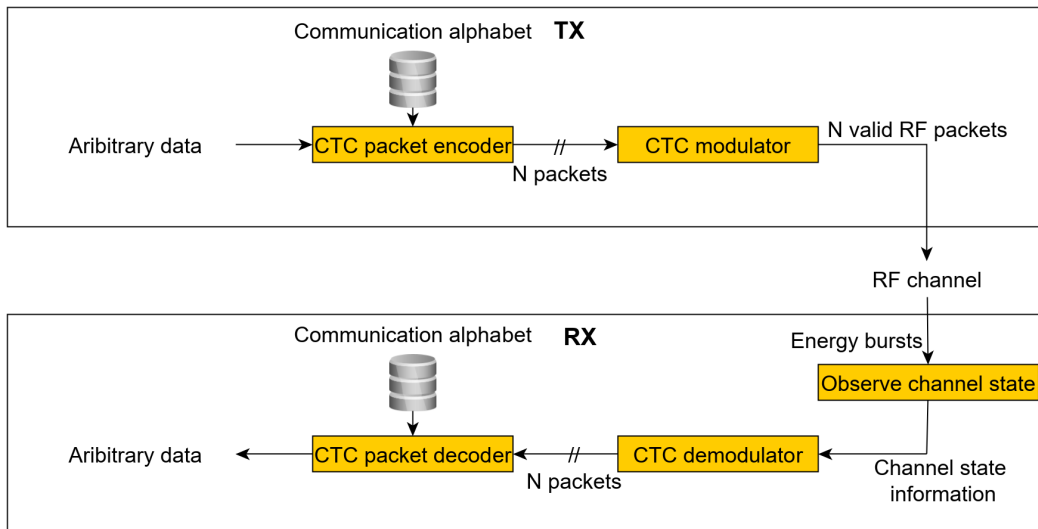 Communication alphabet TX
Aribitrary data
CTC packet encoder
//
N packets
CTC modulator
N valid RF packets
RF channel
Communication alphabet RX
Energy bursts
Observe channel state
Aribitrary data
CTC packet decoder
//
N packets
CTC demodulator
Channel state
information